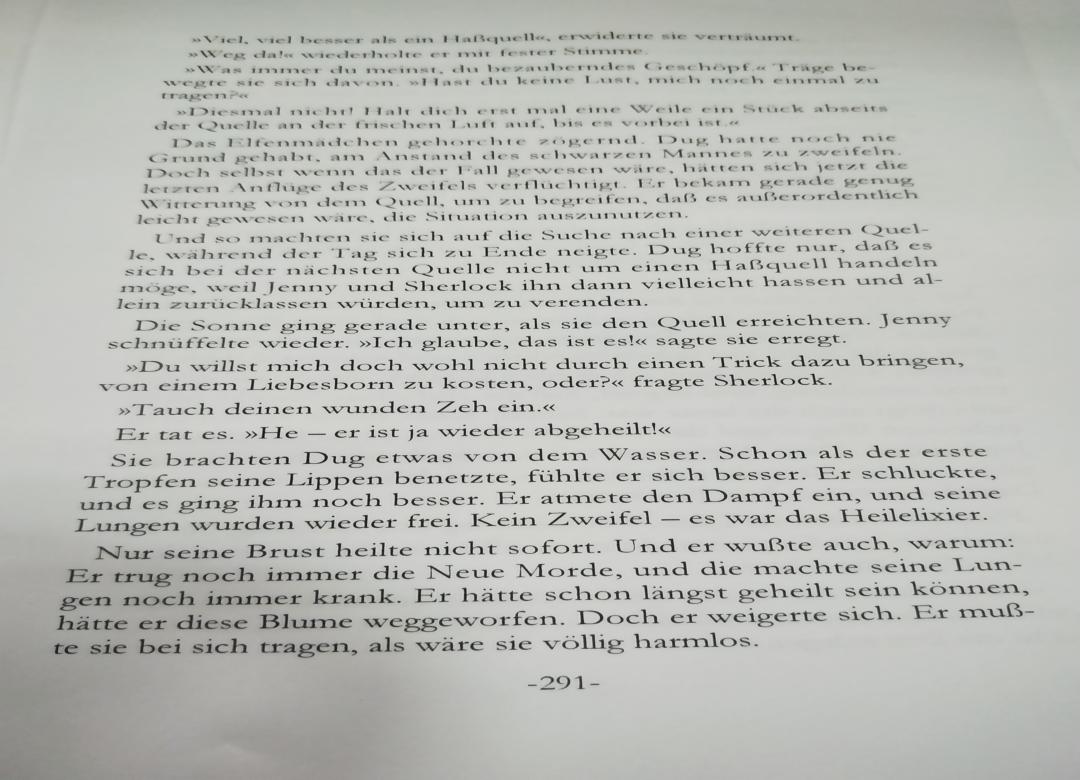 »Viel, viel besser als ein Haßquell«, erwiderte sie verträumt.
»Weg da!« wiederholte er mit fester Stimme.
»Was immer du meinst, du bezauberndes Geschöpf.« Träge be-
wegte sie sich davon. »Hast du keine Lust, mich noch einmal zu
tragen?«
»Diesmal nicht! Halt dich erst mal eine Weile ein Stück abseits
der Quelle an der frischen Luft auf, bis es vorbei ist.«
Das Elfenmädchen gehorchte zögernd. Dug hatte noch nie
Grund gehabt, am Anstand des schwarzen Mannes zu zweifeln.
Doch selbst wenn das der Fall gewesen wäre, hätten sich jetzt die
letzten Anflüge des Zweifels verflüchtigt. Er bekam gerade genug
Witterung von dem Quell, um zu begreifen, daß es außerordentlich
leicht gewesen wäre, die Situation auszunutzen.
Und so machten sie sich auf die Suche nach einer weiteren Quel-
le, während der Tag sich zu Ende neigte. Dug hoffte nur, daß es
sich bei der nächsten Quelle nicht um einen Haßquell handeln
möge, weil Jenny und Sherlock ihn dann vielleicht hassen und al-
lein zurücklassen würden, um zu verenden.
Die Sonne ging gerade unter, als sie den Quell erreichten. Jenny
schnüffelte wieder. »Ich glaube, das ist es!« sagte sie erregt.
»Du willst mich doch wohl nicht durch einen Trick dazu bringen,
von einem Liebesborn zu kosten, oder?« fragte Sherlock.
»Tauch deinen wunden Zeh ein.«
Er tat es. »He – er ist ja wieder abgeheilt!«
Sie brachten Dug etwas von dem Wasser. Schon als der erste
Tropfen seine Lippen benetzte, fühlte er sich besser. Er schluckte,
und es ging ihm noch besser. Er atmete den Dampf ein, und seine
Lungen wurden wieder frei. Kein Zweifel – es war das Heilelixier.
Nur seine Brust heilte nicht sofort. Und er wußte auch, warum:
Er trug noch immer die Neue Morde, und die machte seine Lun-
gen noch immer krank. Er hätte schon längst geheilt sein können,
hätte er diese Blume weggeworfen. Doch er weigerte sich. Er muß-
te sie bei sich tragen, als wäre sie völlig harmlos.
-291-